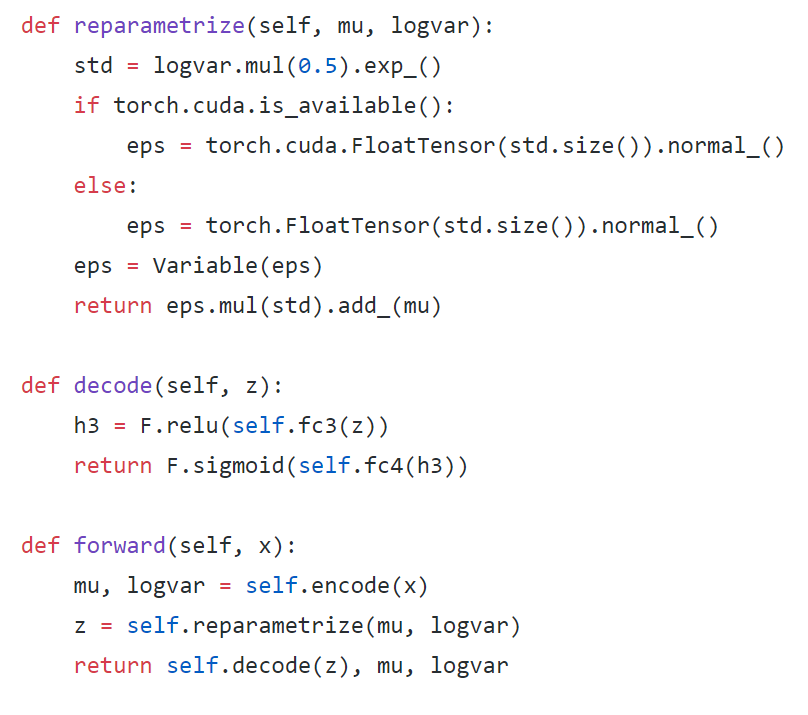 def reparametrize(self, mu, logvar):
    std = logvar.mul(0.5).exp_()
    if torch.cuda.is_available():
        eps = torch.cuda.FloatTensor(std.size()).normal_()
    else:
        eps = torch.FloatTensor(std.size()).normal_()
    eps = Variable(eps)
    return eps.mul(std).add_(mu)

def decode(self, z):
    h3 = F.relu(self.fc3(z))
    return F.sigmoid(self.fc4(h3))

def forward(self, x):
    mu, logvar = self.encode(x)
    z = self.reparametrize(mu, logvar)
    return self.decode(z), mu, logvar